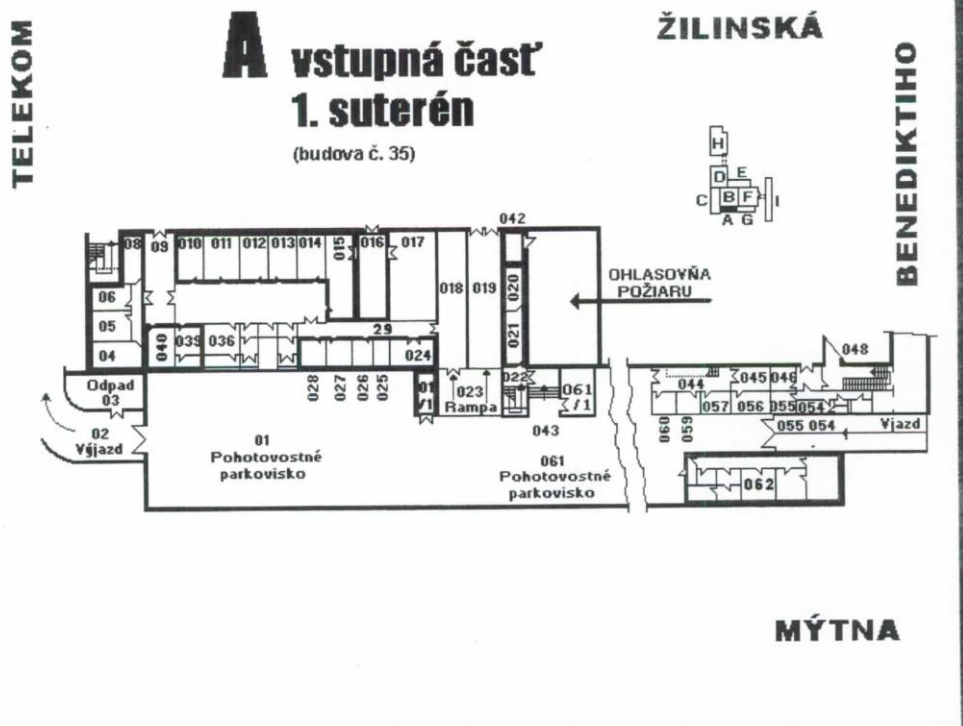 A vstupná časť
1. suterén
(budova č. 35)
ŽILINSKÁ
TELEKOM
BENEDIKTIHO
H
D E
C B F I
A G
042
08 09 010 011 012 013 014 015 016 017
018 019 020
OHLASOVŇA
POŽIARU
06
05
04
040 039 036
29
021
024
048
Odpad
03
028 027 026 025
01
/1
023
Rampa
022
061
/1
044 045 046
057 056 055 054 2
02
Výjazd
01
Pohotovostné
parkovisko
043
061
Pohotovostné
parkovisko
060 059
055 054 Vjazd
062
MÝTNA